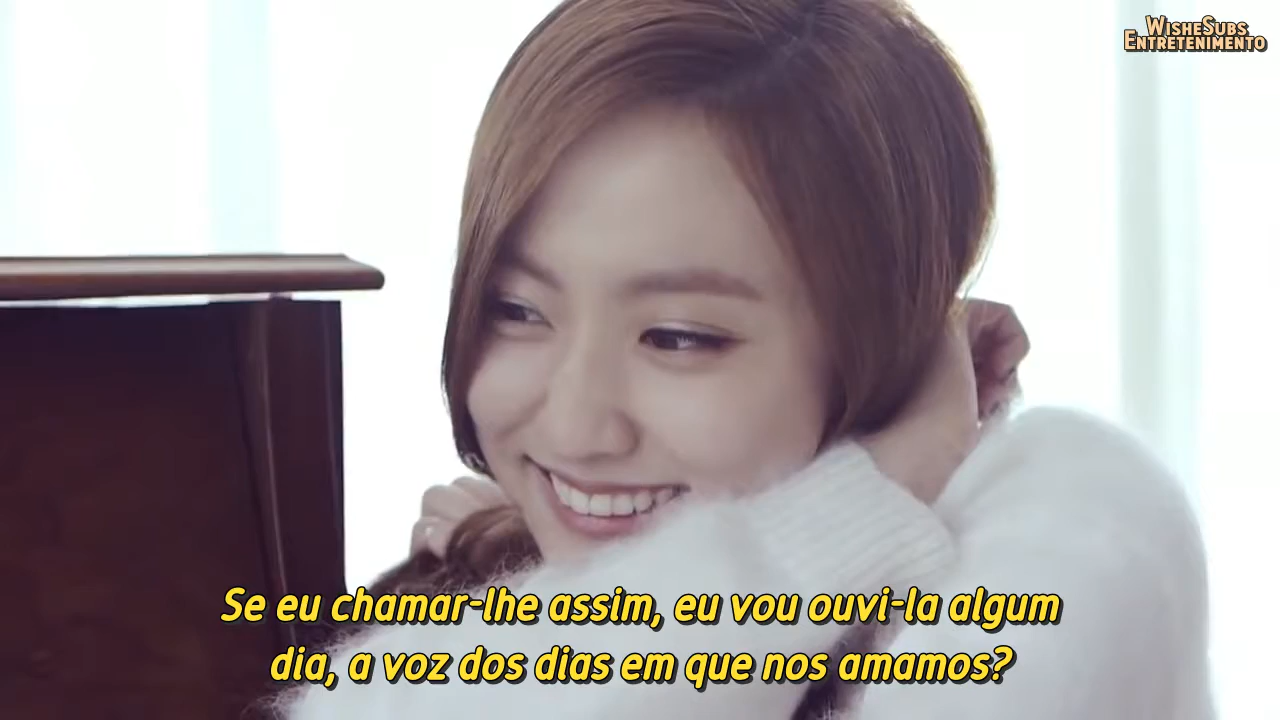 WISHESUBS
ENTRETENIMENTO
Se eu chamar-lhe assim, eu vou ouvi-la algum
dia, a voz dos dias em que nos amamos?